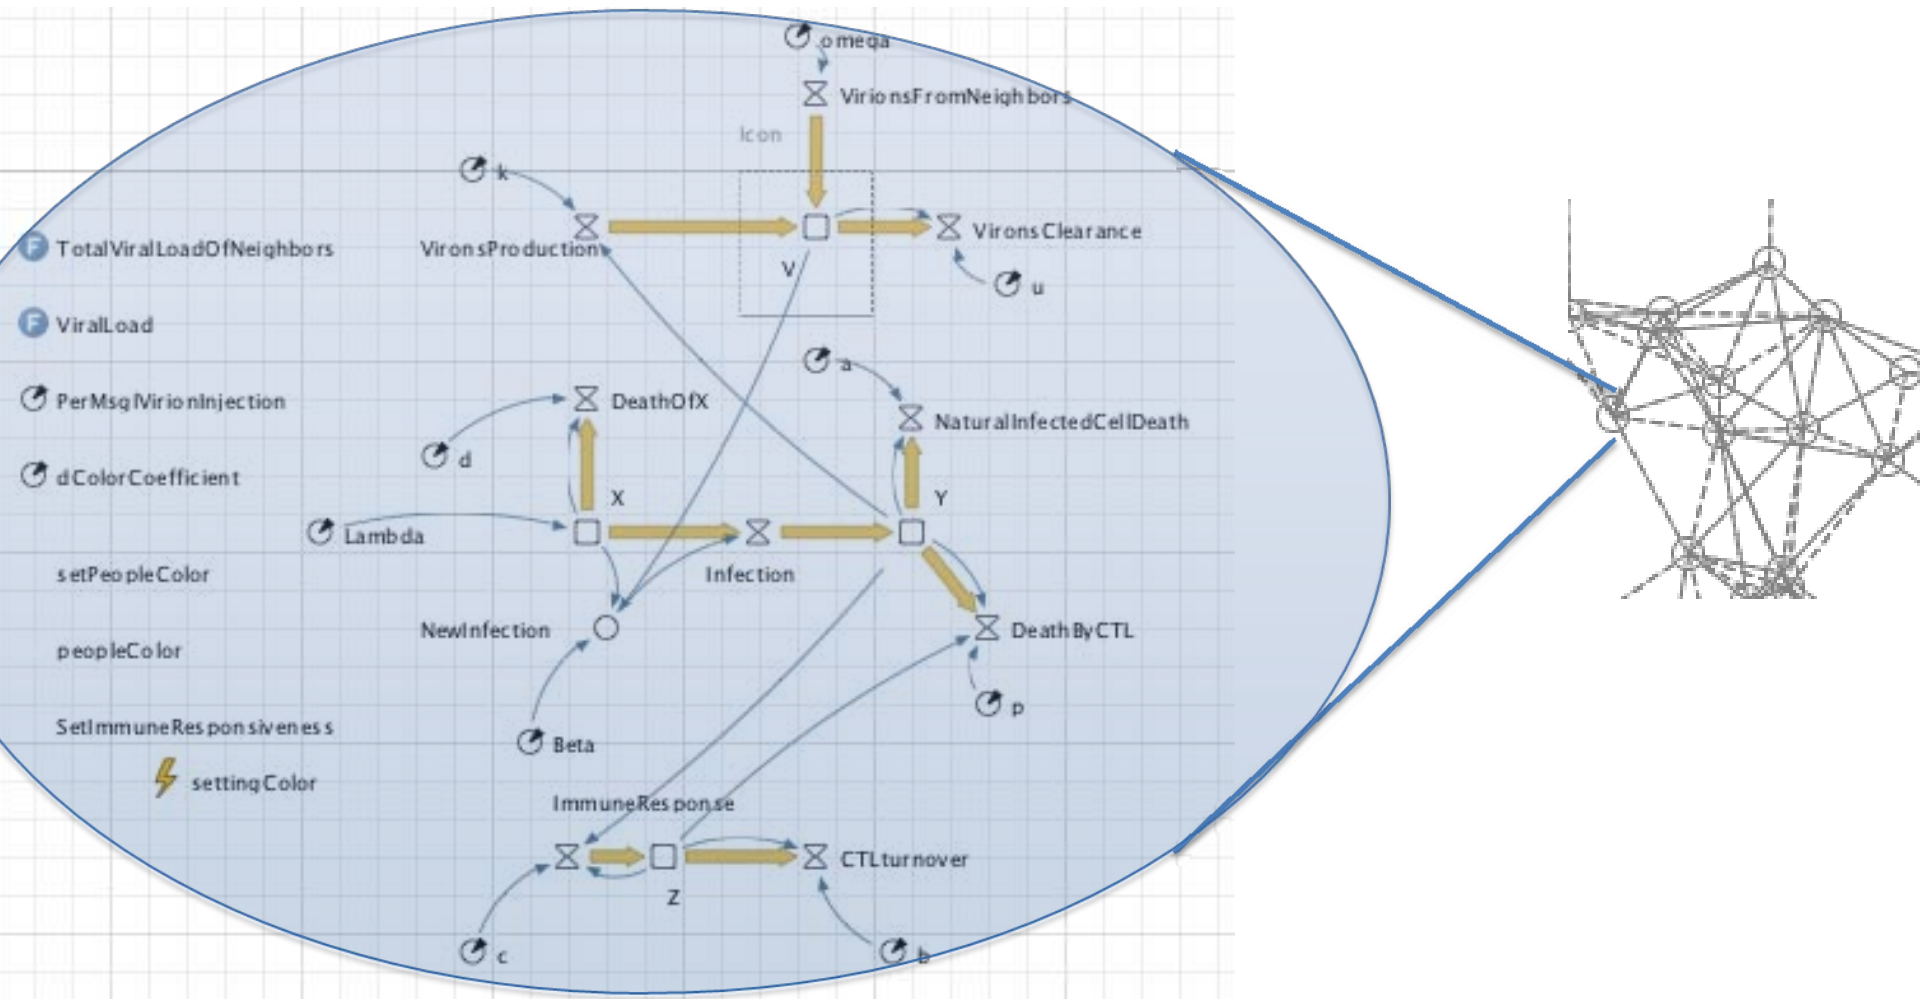 omega
VirionsFromNeighbors
Icon
k
TotalViralLoadOfNeighbors
VironsProduction
VironsClearance
V
u
ViralLoad
a
PerMsgIVirionInjection
DeathOfX
NaturalInfectedCellDeath
d
dColorCoefficient
X
Y
Lambda
setPeopleColor
Infection
NewInfection
DeathByCTL
peopleColor
p
SetImmuneResponsiveness
Beta
settingColor
ImmuneResponse
CTLturnover
Z
c
b
F
F